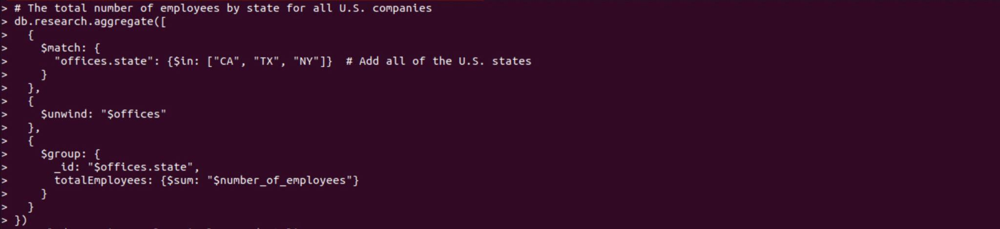 > # The total number of employees by state for all U.S. companies
> db.research.aggregate([
>   {
>     $match: {
>       "offices.state": {$in: ["CA", "TX", "NY"]}  # Add all of the U.S. states
>     }
>   },
>   {
>     $unwind: "$offices"
>   },
>   {
>     $group: {
>       _id: "$offices.state",
>       totalEmployees: {$sum: "$number_of_employees"}
>     }
>   }
> })